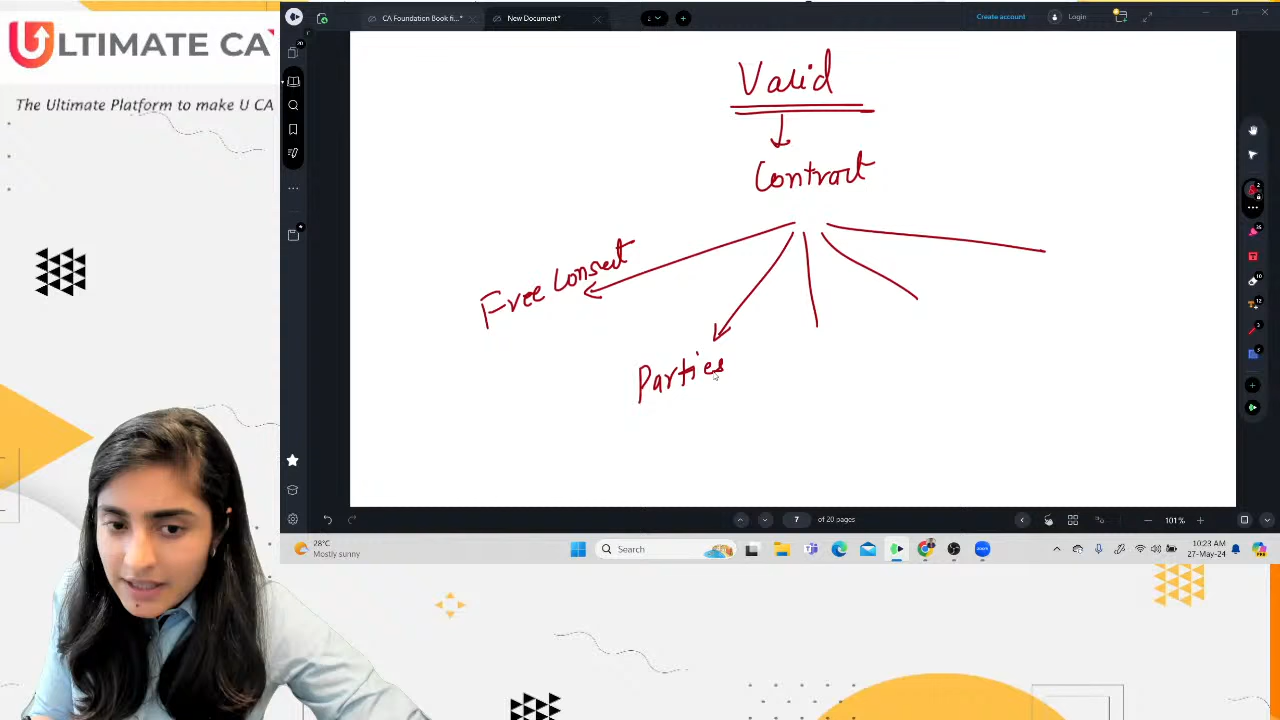 ULTIMATE CA
The Ultimate Platform to make U CA
CA Foundation Book fi...*
New Document*
2
Create account
Login
Valid
Contract
Free Consent
Parties
7 of 20 pages
101%
28°C
Mostly sunny
Search
10:23 AM
27-May-24